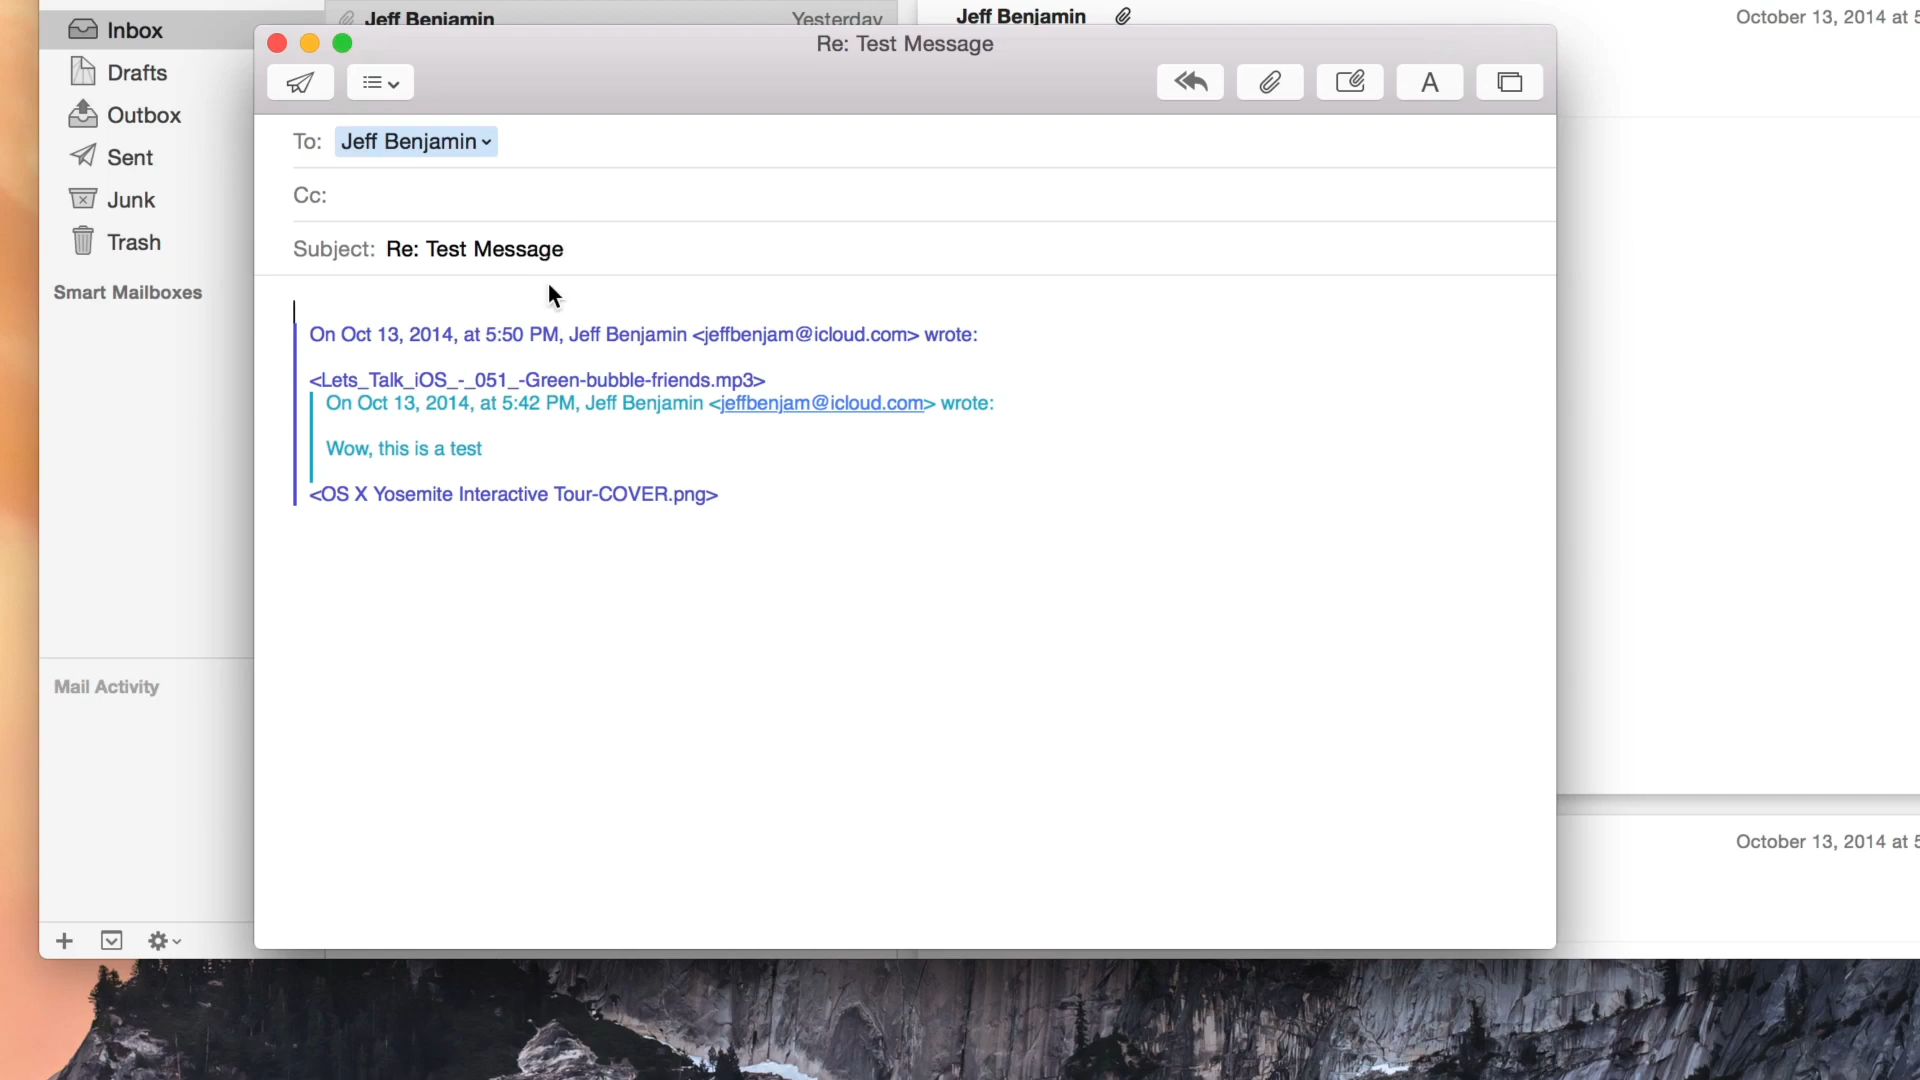 Inbox
Drafts
Outbox
Sent
Junk
Trash
Smart Mailboxes
Mail Activity
Jeff Benjamin
Yesterday
Jeff Benjamin
October 13, 2014 at 5
Re: Test Message
A
To: Jeff Benjamin
Cc:
Subject: Re: Test Message
On Oct 13, 2014, at 5:50 PM, Jeff Benjamin <jeffbenjam@icloud.com> wrote:
<Lets_Talk_iOS_-_051_-Green-bubble-friends.mp3>
On Oct 13, 2014, at 5:42 PM, Jeff Benjamin <jeffbenjam@icloud.com> wrote:
Wow, this is a test
<OS X Yosemite Interactive Tour-COVER.png>
October 13, 2014 at 5